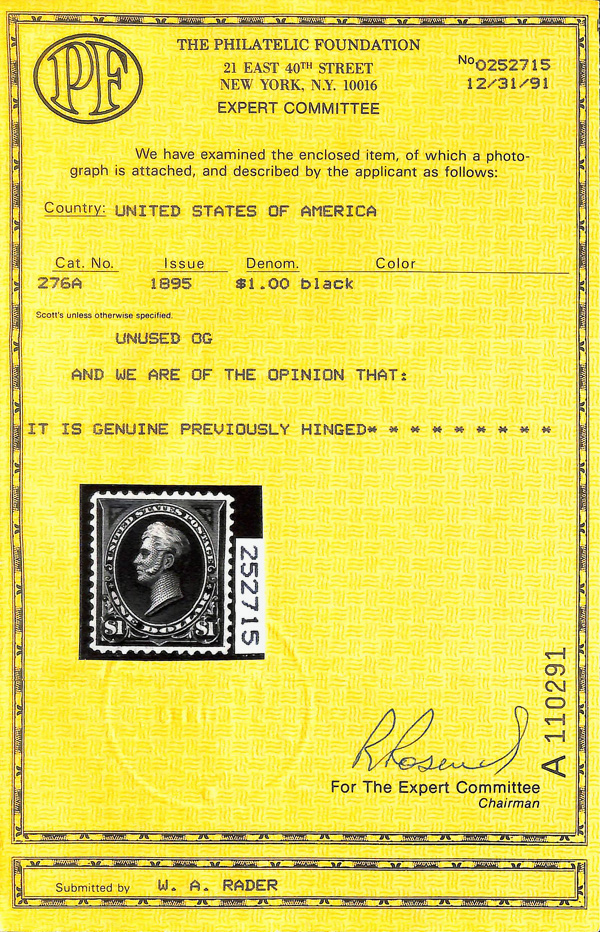 PF
THE PHILATELIC FOUNDATION
21 EAST 40TH STREET
NEW YORK, N.Y. 10016
EXPERT COMMITTEE
No0252715
12/31/91
We have examined the enclosed item, of which a photo-
graph is attached, and described by the applicant as follows:
Country: UNITED STATES OF AMERICA
Cat. No. Issue Denom. Color
276A 1895 $1.00 black
Scott's unless otherwise specified.
UNUSED OG
AND WE ARE OF THE OPINION THAT:
IT IS GENUINE PREVIOUSLY HINGED* * * * * * * * * *
UNITED STATES POSTAGE
ONE DOLLAR
$1 $1
252715
A 110291
For The Expert Committee
Chairman
Submitted by W. A. RADER